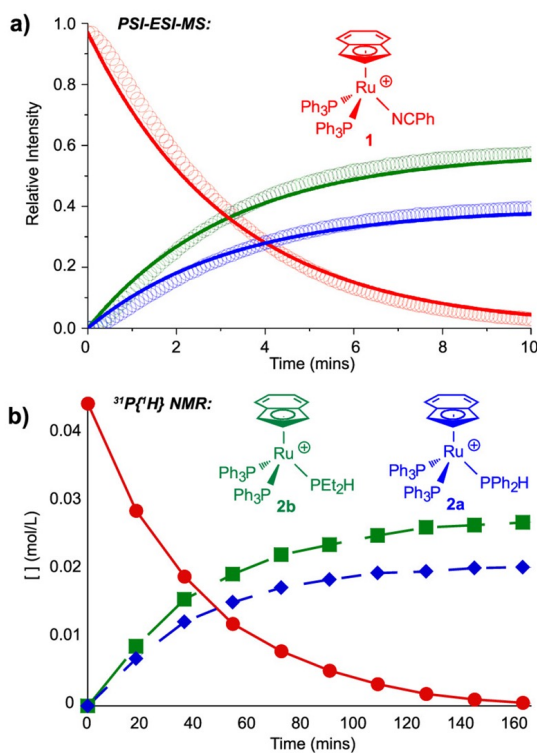 a)
PSI-ESI-MS:
1.0
0.8
0.6
0.4
0.2
0.0
Relative Intensity
Ru ⊕
Ph3P
Ph3P
NCPh
1
0 2 4 6 8 10
Time (mins)
b)
³¹P{¹H} NMR:
0.04
0.03
0.02
0.01
0
[ ] (mol/L)
Ru ⊕
Ph3P
Ph3P
PEt2H
2b
Ru ⊕
Ph3P
Ph3P
PPh2H
2a
0 20 40 60 80 100 120 140 160
Time (mins)